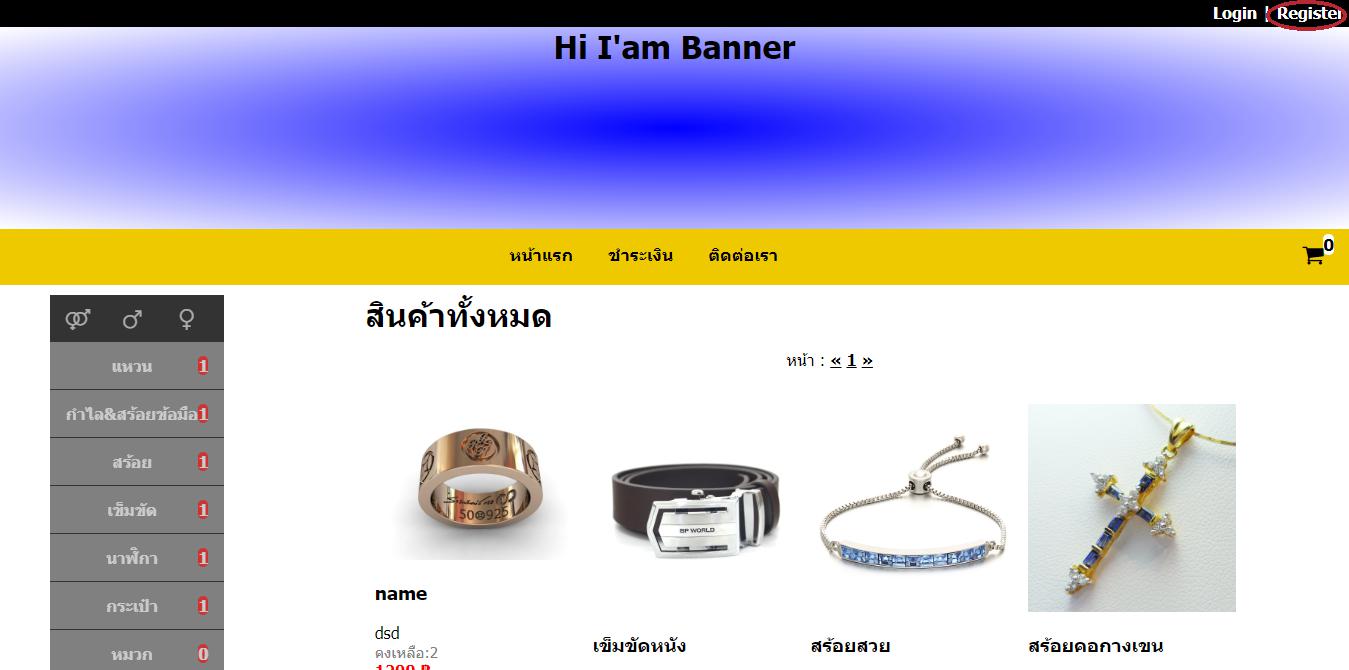 Login | Register
Hi I'am Banner
หน้าแรก ชำระเงิน ติดต่อเรา 0
แหวน 1
กำไล&สร้อยข้อมือ 1
สร้อย 1
เข็มขัด 1
นาฬิกา 1
กระเป๋า 1
หมวก 0
สินค้าทั้งหมด
หน้า : « 1 »
925
BP WORLD
name
dsd
คงเหลือ:2
เข็มขัดหนัง
สร้อยสวย
สร้อยคอกางเขน